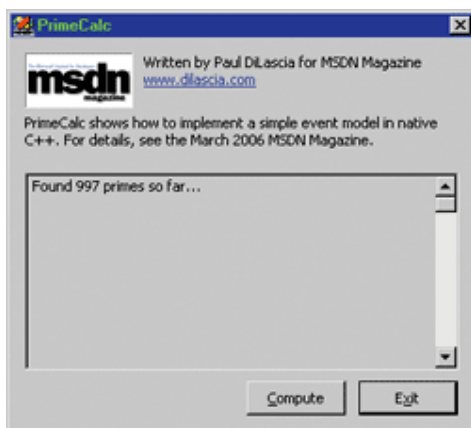 PrimeCalc
msdn
magazine
Written by Paul DiLascia for MSDN Magazine
www.dilascia.com
PrimeCalc shows how to implement a simple event model in native
C++. For details, see the March 2006 MSDN Magazine.
Found 997 primes so far...
Compute
Exit